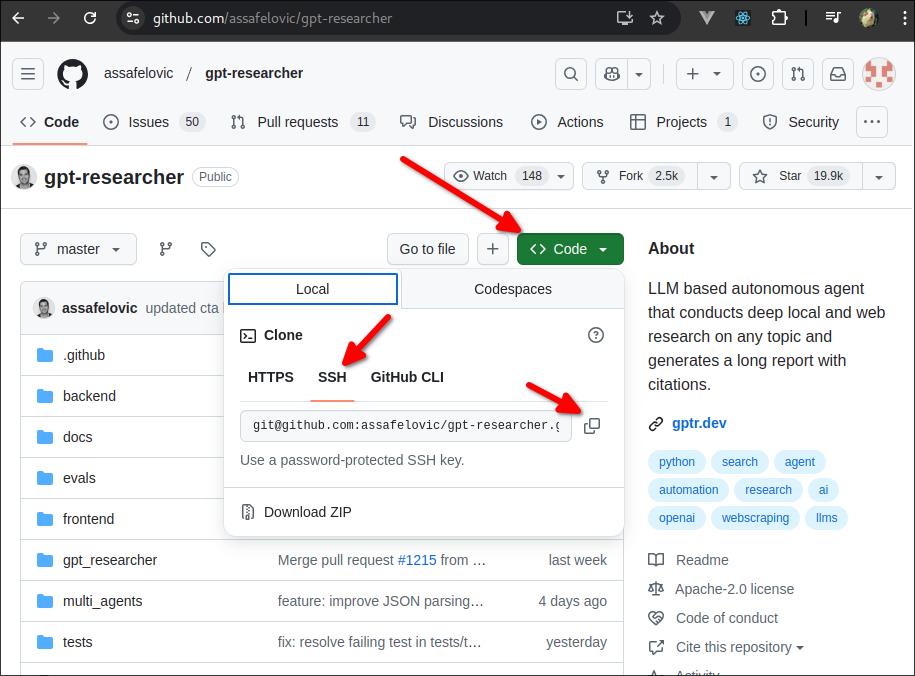 github.com/assafelovic/gpt-researcher
assafelovic / gpt-researcher
Code Issues 50 Pull requests 11 Discussions Actions Projects 1 Security
gpt-researcher Public Watch 148 Fork 2.5k Star 19.9k
master Go to file Code
Local Codespaces
Clone
HTTPS SSH GitHub CLI
git@github.com:assafelovic/gpt-researcher.g
Use a password-protected SSH key.
Download ZIP
assafelovic updated cta
.github
backend
docs
evals
frontend
gpt_researcher Merge pull request #1215 from … last week
multi_agents feature: improve JSON parsing… 4 days ago
tests fix: resolve failing test in tests/t… yesterday
About
LLM based autonomous agent
that conducts deep local and web
research on any topic and
generates a long report with
citations.
gptr.dev
python search agent
automation research ai
openai webscraping llms
Readme
Apache-2.0 license
Code of conduct
Cite this repository
Activity